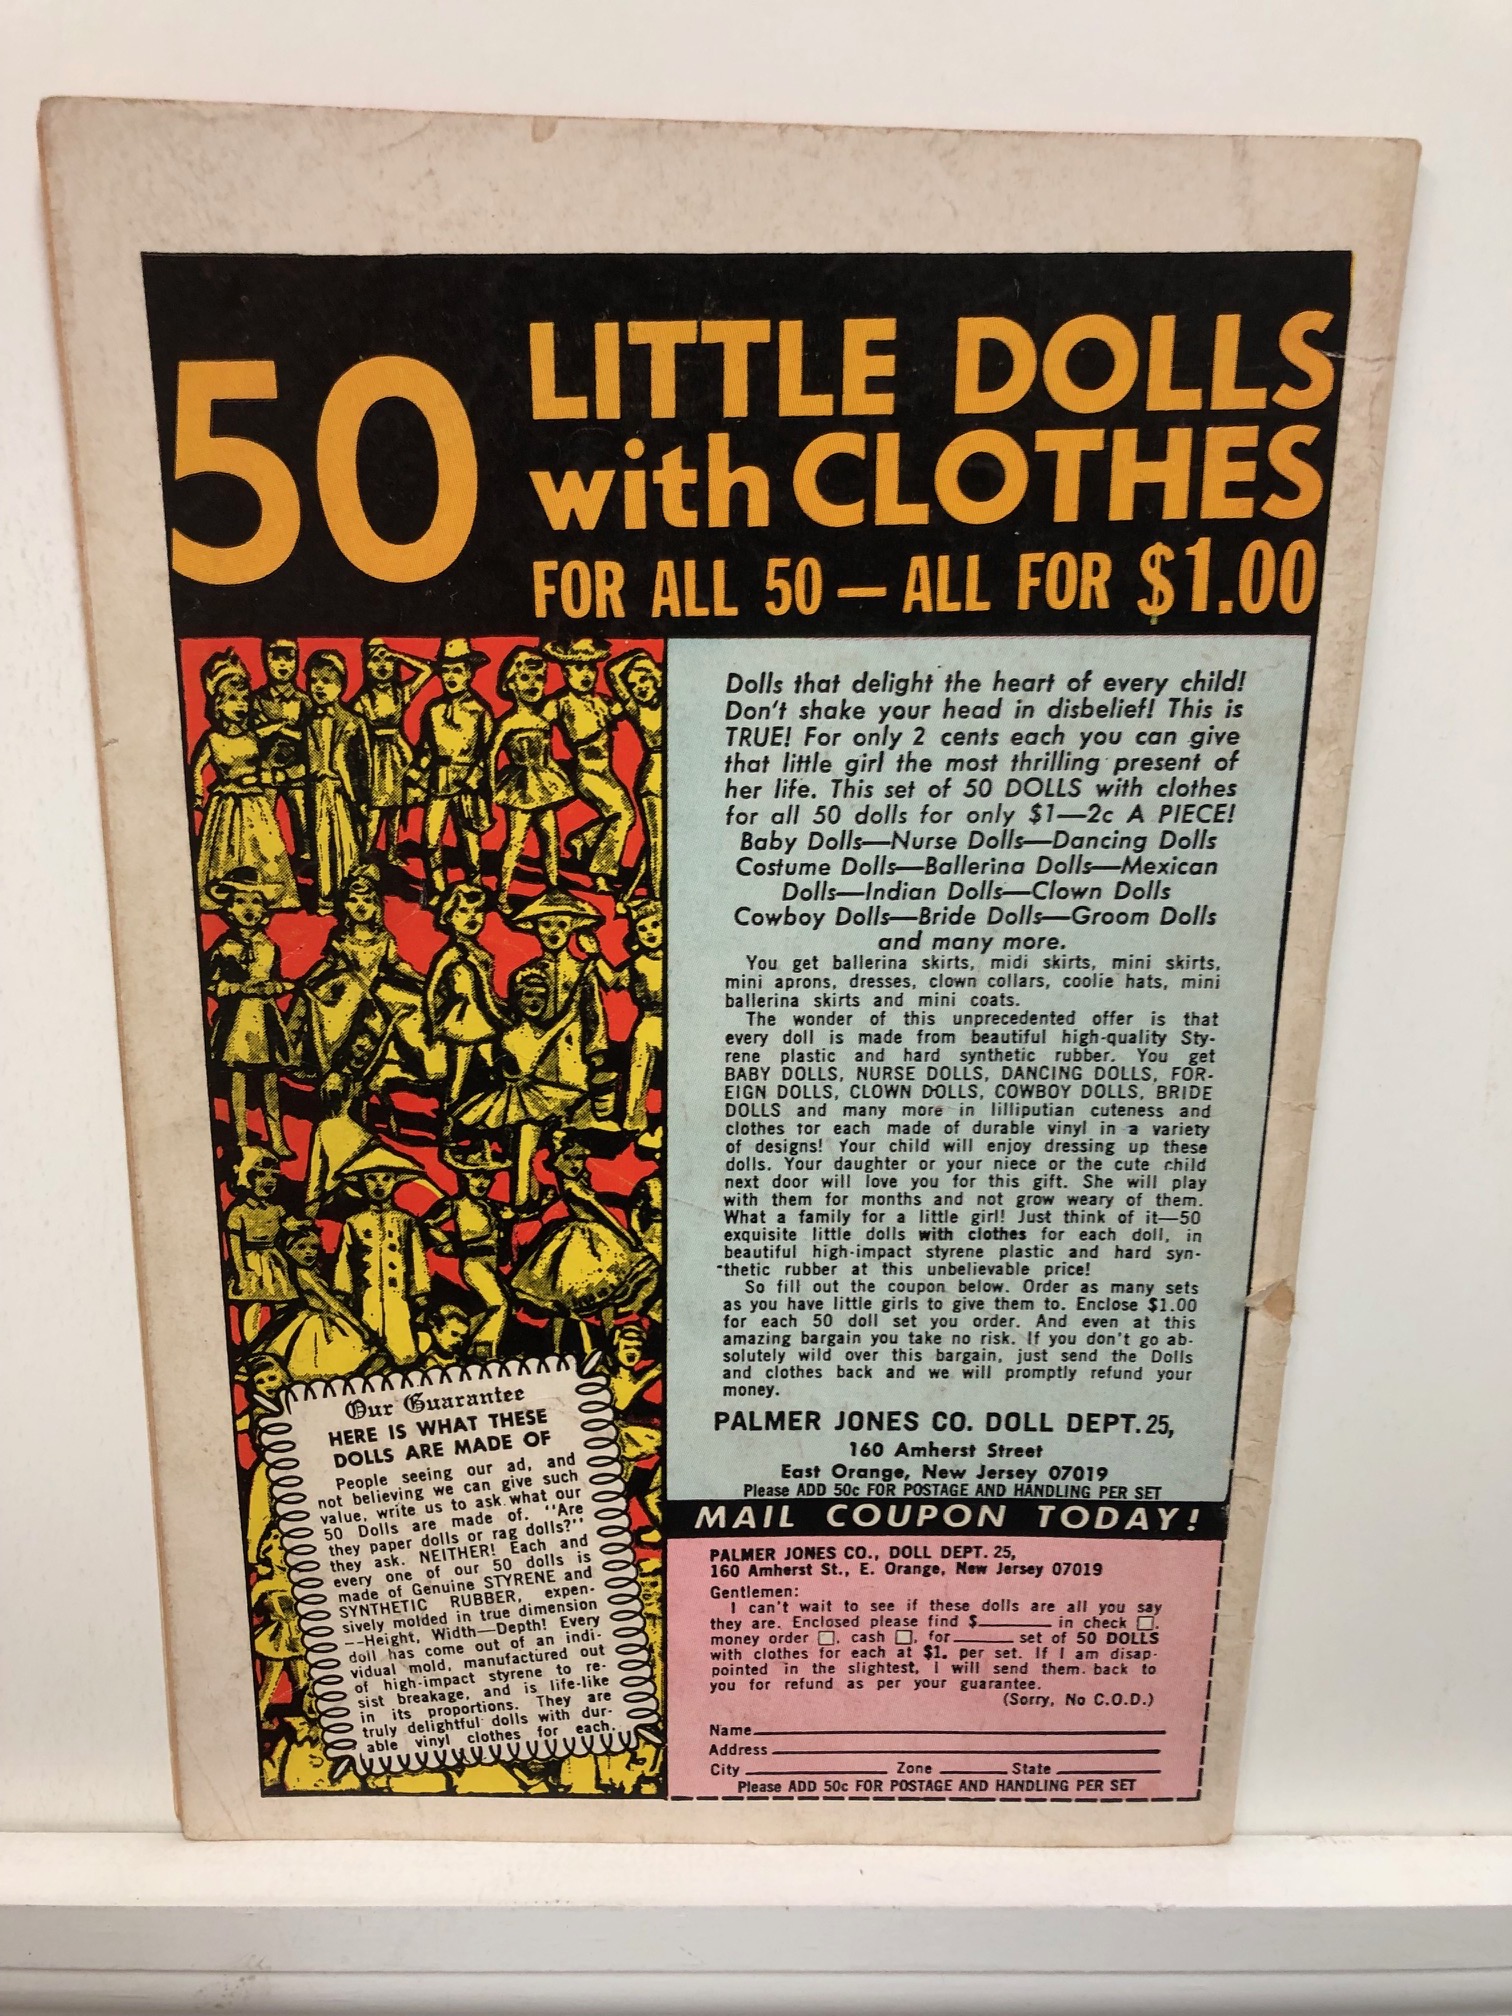 50
LITTLE DOLLS
with CLOTHES
FOR ALL 50 — ALL FOR $1.00
Dolls that delight the heart of every child!
Don't shake your head in disbelief! This is
TRUE! For only 2 cents each you can give
that little girl the most thrilling present of
her life. This set of 50 DOLLS with clothes
for all 50 dolls for only $1—2c A PIECE!
Baby Dolls—Nurse Dolls—Dancing Dolls
Costume Dolls—Ballerina Dolls—Mexican
Dolls—Indian Dolls—Clown Dolls
Cowboy Dolls—Bride Dolls—Groom Dolls
and many more.
You get ballerina skirts, midi skirts, mini skirts,
mini aprons, dresses, clown collars, coolie hats, mini
ballerina skirts and mini coats.
The wonder of this unprecedented offer is that
every doll is made from beautiful high-quality Sty-
rene plastic and hard synthetic rubber. You get
BABY DOLLS, NURSE DOLLS, DANCING DOLLS, FOR-
EIGN DOLLS, CLOWN DOLLS, COWBOY DOLLS, BRIDE
DOLLS and many more in lilliputian cuteness and
clothes for each made of durable vinyl in a variety
of designs! Your child will enjoy dressing up these
dolls. Your daughter or your niece or the cute child
next door will love you for this gift. She will play
with them for months and not grow weary of them.
What a family for a little girl! Just think of it—50
exquisite little dolls with clothes for each doll, in
beautiful high-impact styrene plastic and hard syn-
thetic rubber at this unbelievable price!
So fill out the coupon below. Order as many sets
as you have little girls to give them to. Enclose $1.00
for each 50 doll set you order. And even at this
amazing bargain you take no risk. If you don't go ab-
solutely wild over this bargain, just send the Dolls
and clothes back and we will promptly refund your
money.
PALMER JONES CO. DOLL DEPT. 25,
160 Amherst Street
East Orange, New Jersey 07019
Please ADD 50c FOR POSTAGE AND HANDLING PER SET
Our Guarantee
HERE IS WHAT THESE
DOLLS ARE MADE OF
People seeing our ad, and
not believing we can give such
value, write us to ask what our
50 Dolls are made of. "Are
they paper dolls or rag dolls?"
they ask. NEITHER! Each and
every one of our 50 dolls is
made of Genuine STYRENE and
SYNTHETIC RUBBER, expen-
sively molded in true dimension
--Height, Width—Depth! Every
doll has come out of an indi-
vidual mold, manufactured out
of high-impact styrene to re-
sist breakage, and is life-like
in its proportions. They are
truly delightful dolls with dur-
able vinyl clothes for each.
MAIL COUPON TODAY!
PALMER JONES CO., DOLL DEPT. 25,
160 Amherst St., E. Orange, New Jersey 07019
Gentlemen:
I can't wait to see if these dolls are all you say
they are. Enclosed please find $______ in check □,
money order □, cash □, for ______ set of 50 DOLLS
with clothes for each at $1. per set. If I am disap-
pointed in the slightest, I will send them back to
you for refund as per your guarantee.
(Sorry, No C.O.D.)
Name______
Address______
City______ Zone______ State______
Please ADD 50c FOR POSTAGE AND HANDLING PER SET